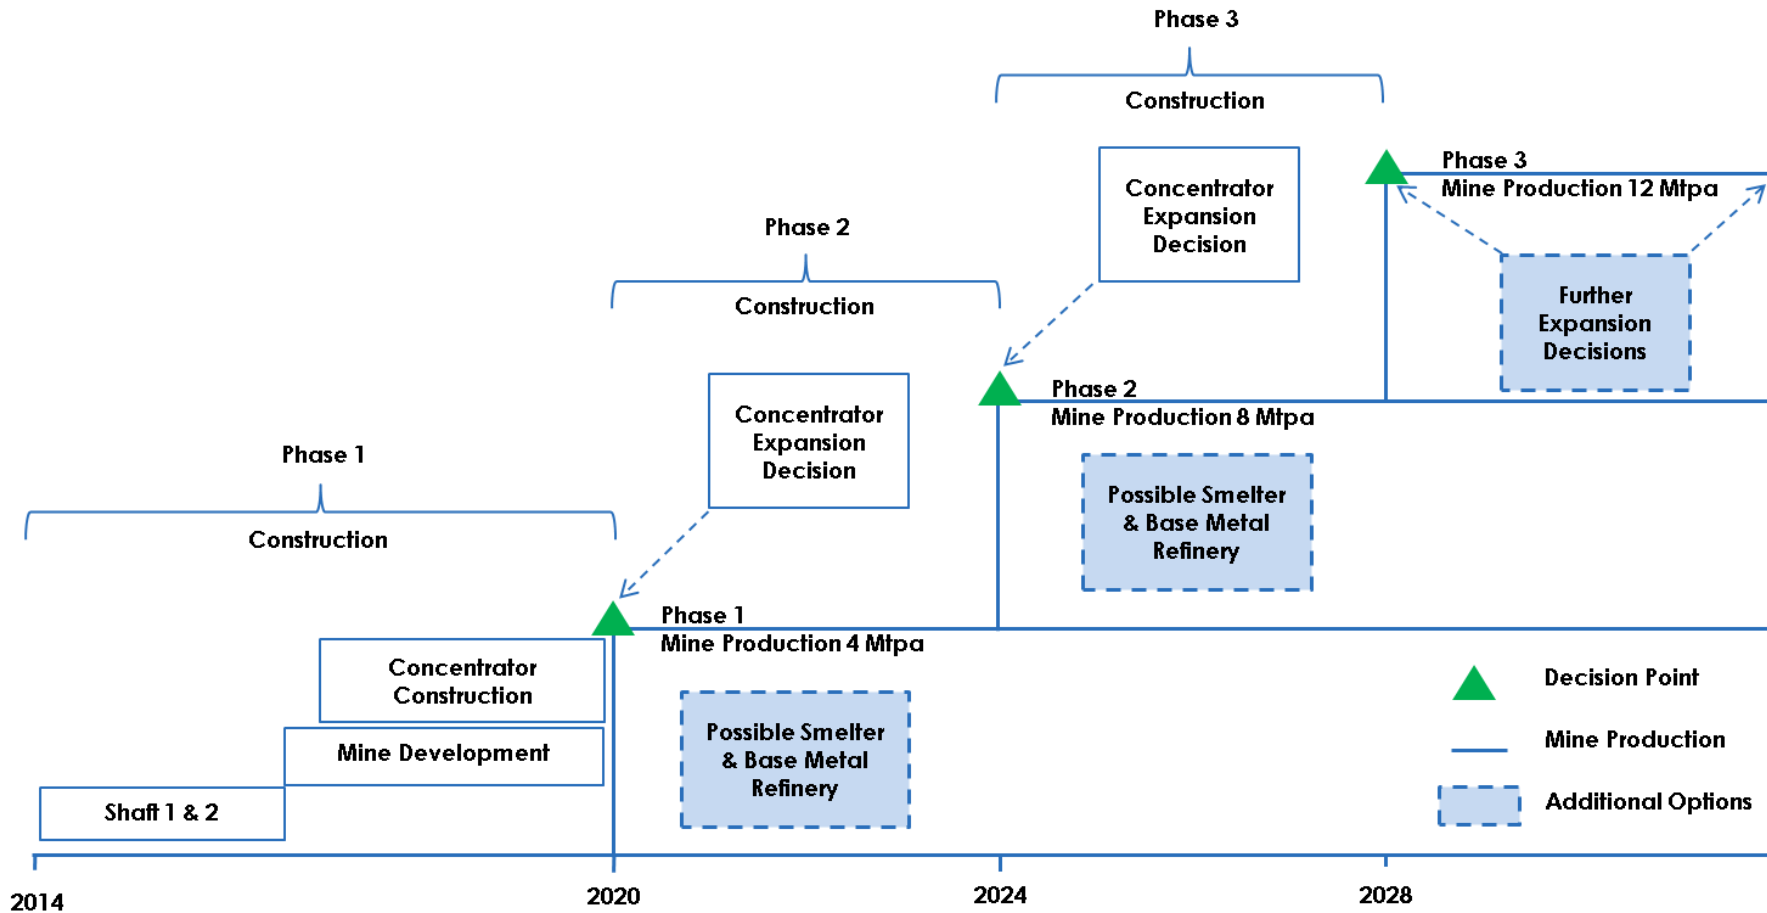 Phase 3
Construction
Concentrator
Expansion
Decision
Phase 3
Mine Production 12 Mtpa
Further
Expansion
Decisions
Phase 2
Construction
Concentrator
Expansion
Decision
Phase 2
Mine Production 8 Mtpa
Possible Smelter
& Base Metal
Refinery
Phase 1
Construction
Phase 1
Mine Production 4 Mtpa
Possible Smelter
& Base Metal
Refinery
Concentrator
Construction
Mine Development
Shaft 1 & 2
Decision Point
Mine Production
Additional Options
2014
2020
2024
2028